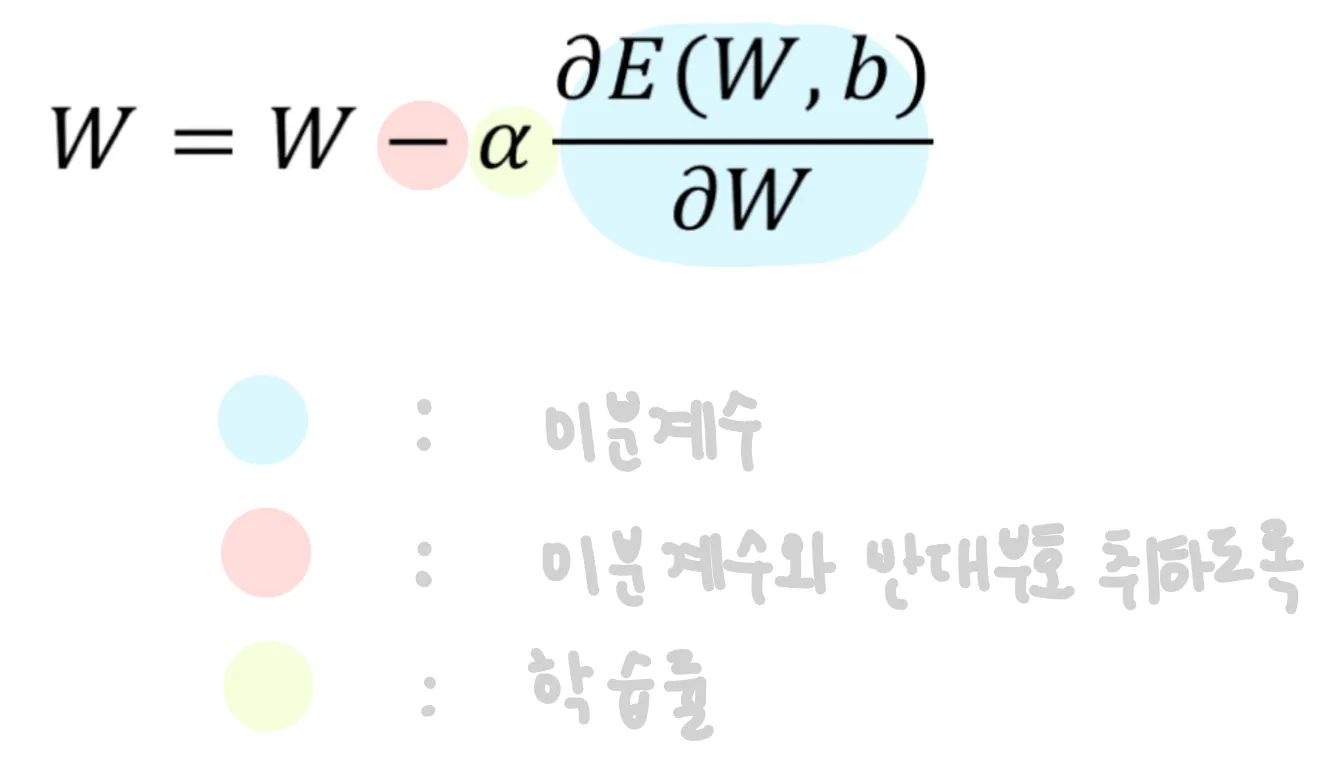 W = W − α ∂E(W, b) / ∂W
: 미분계수
: 미분계수와 반대부호 취하도록
: 학습률